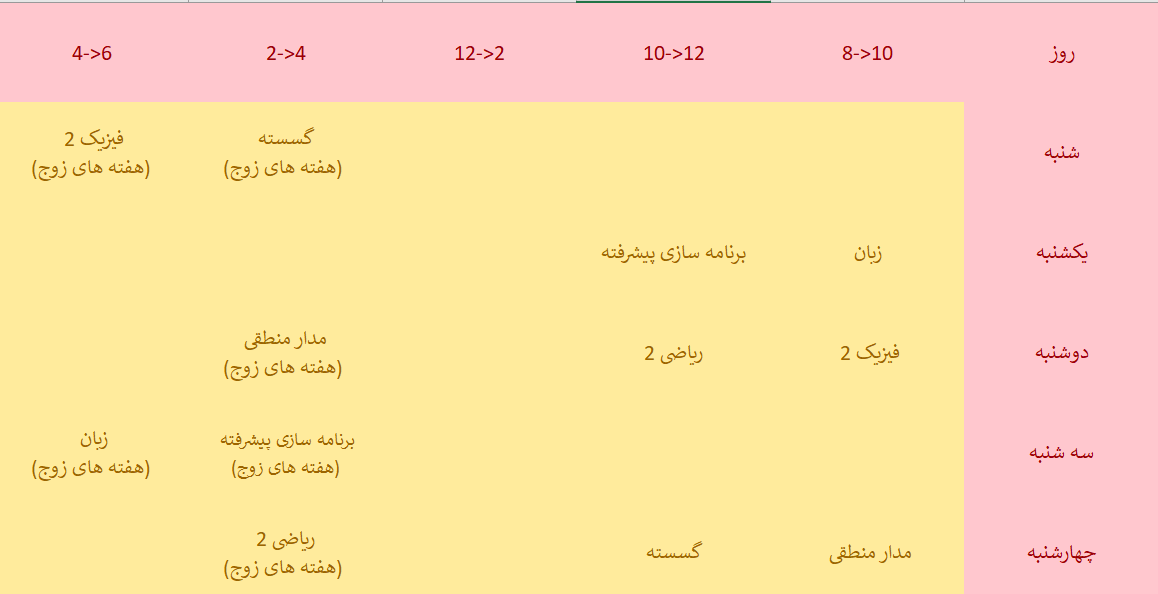 روز
8->10
10->12
12->2
2->4
4->6
شنبه
گسسته
(هفته های زوج)
فیزیک 2
(هفته های زوج)
یکشنبه
زبان
برنامه سازی پیشرفته
دوشنبه
فیزیک 2
ریاضی 2
مدار منطقی
(هفته های زوج)
سه شنبه
برنامه سازی پیشرفته
(هفته های زوج)
زبان
(هفته های زوج)
چهارشنبه
مدار منطقی
گسسته
ریاضی 2
(هفته های زوج)